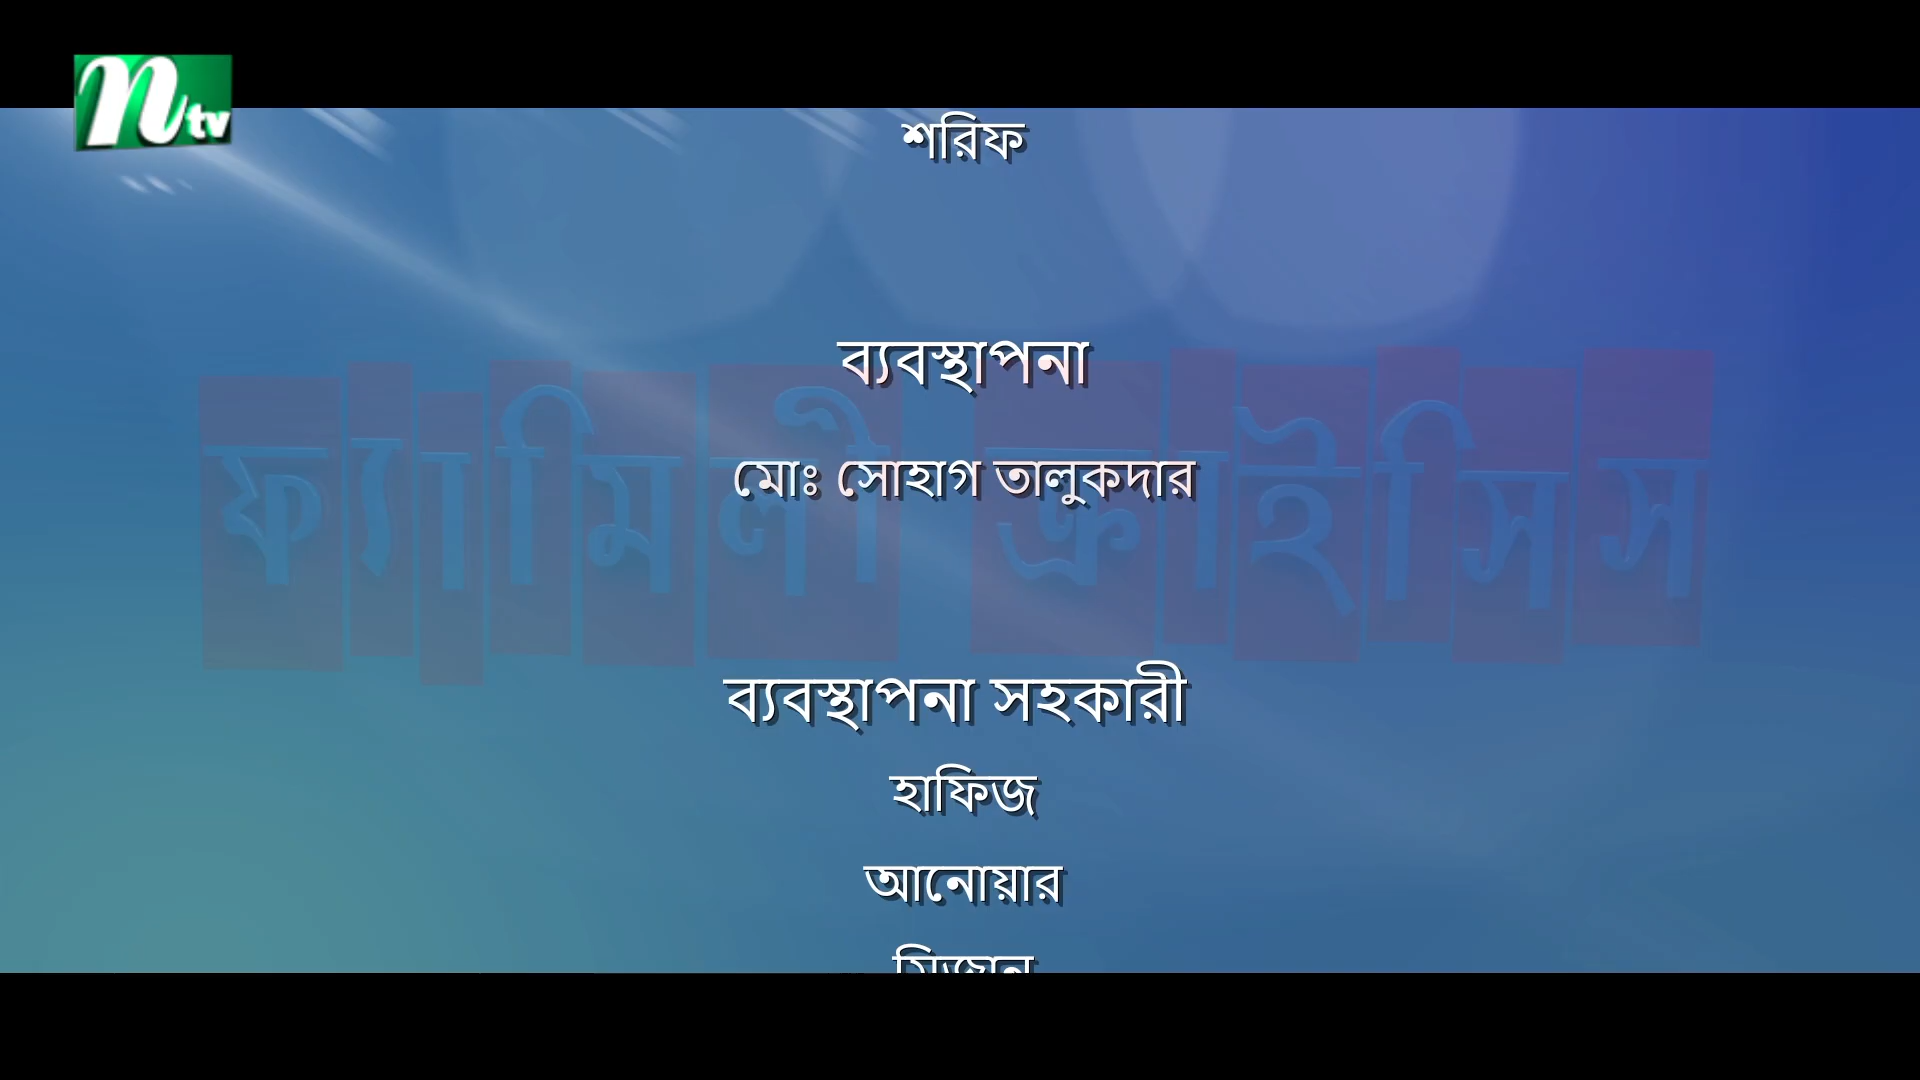 ntv
শরিফ
ব্যবস্থাপনা
ফ্যামিলী ক্রাইসিস
মোঃ সোহাগ তালুকদার
ব্যবস্থাপনা সহকারী
হাফিজ
আনোয়ার